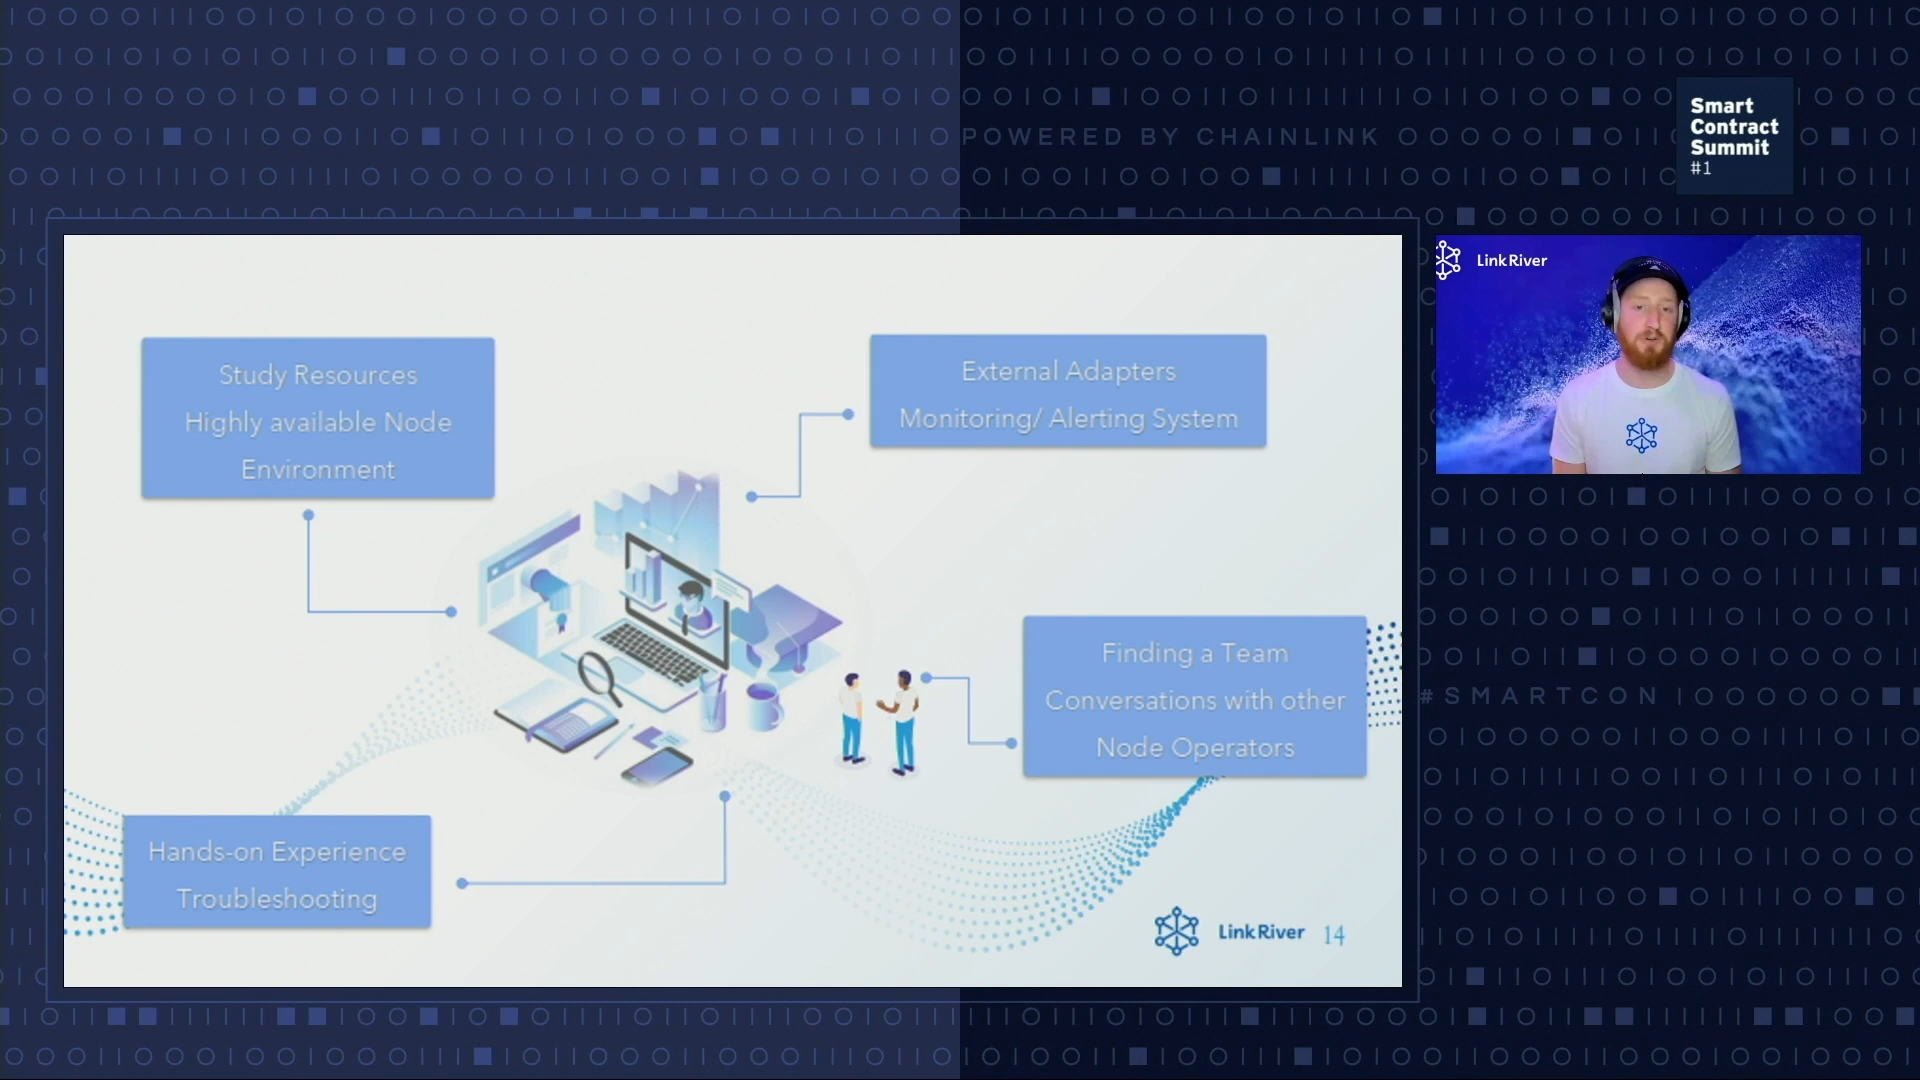 POWERED BY CHAINLINK
Smart
Contract
Summit
#1
LinkRiver
Study Resources
Highly available Node
Environment
External Adapters
Monitoring/ Alerting System
Finding a Team
Conversations with other
Node Operators
#SMARTCON
Hands-on Experience
Troubleshooting
LinkRiver 14